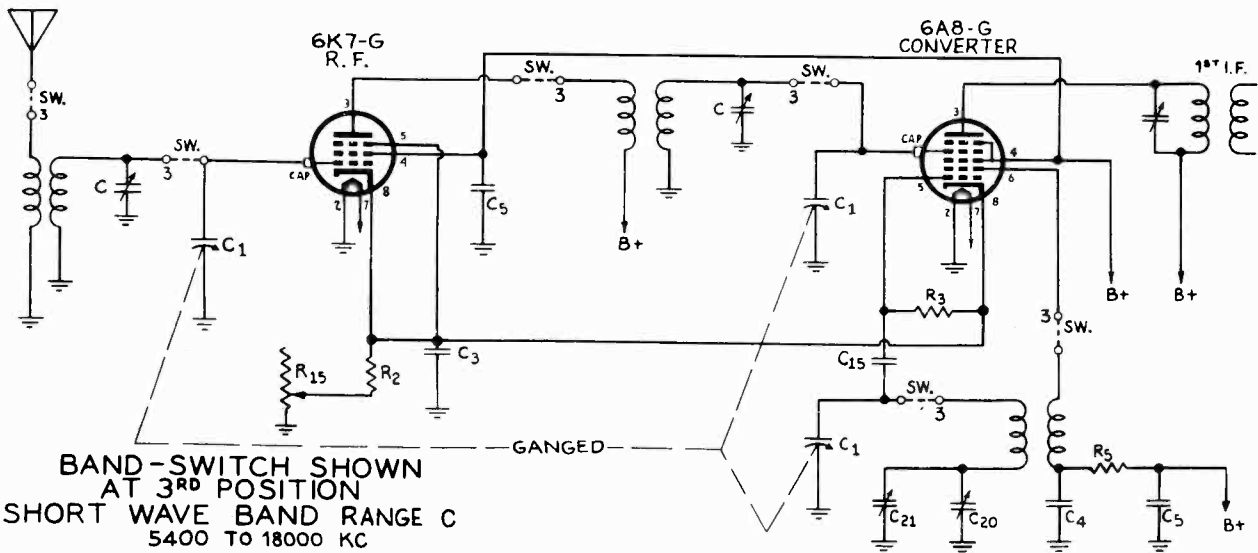 6K7-G
R.F.
6A8-G
CONVERTER
1ST I.F.
SW.
3
SW.
3
C
C1
CAP
3
5
4
8
2
7
C5
SW.
3
B+
C
SW.
3
C1
CAP
3
4
6
5
8
2
7
B+
B+
R3
3
SW.
C15
R15
R2
C3
SW.
3
C1
GANGED
C21
C20
R5
C4
C5
B+
BAND-SWITCH SHOWN
AT 3RD POSITION
SHORT WAVE BAND RANGE C
5400 TO 18000 KC